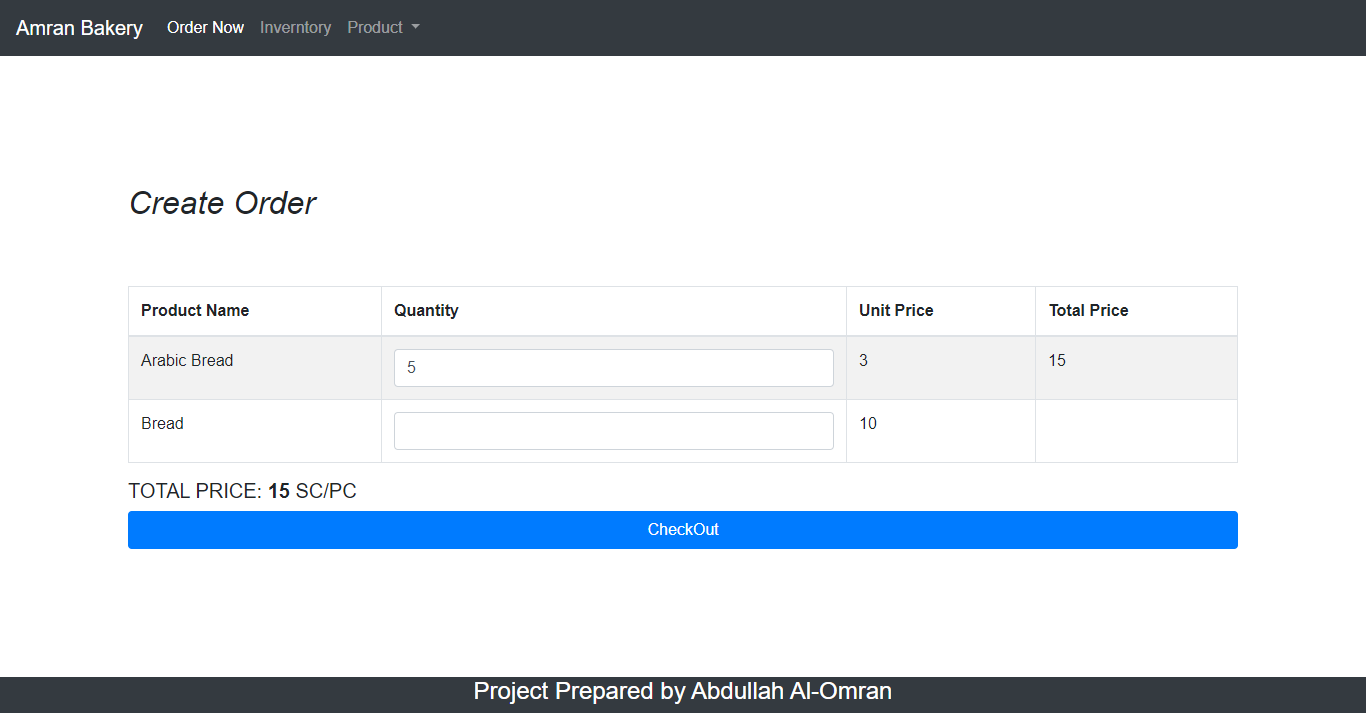 Amran Bakery Order Now Inverntory Product
Create Order
Product Name Quantity Unit Price Total Price
Arabic Bread 5 3 15
Bread 10
TOTAL PRICE: 15 SC/PC
CheckOut
Project Prepared by Abdullah Al-Omran